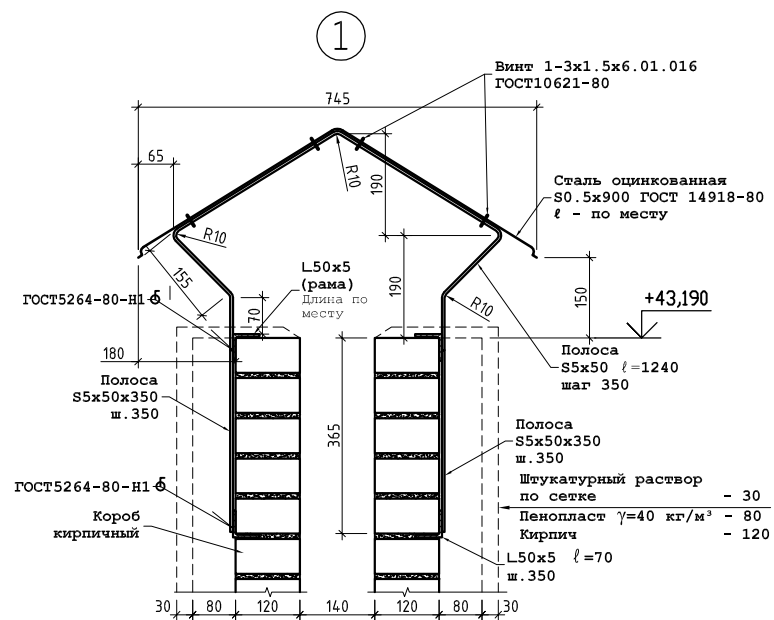 1
Винт 1-3х1.5х6.01.016
ГОСТ10621-80
745
65
R10
190
Сталь оцинкованная
S0.5х900 ГОСТ 14918-80
ℓ - по месту
R10
155
L50х5
(рама)
Длина по
месту
190
R10
150
+43,190
ГОСТ5264-80-Н1-
70
180
Полоса
S5х50 ℓ=1240
шаг 350
Полоса
S5х50х350
ш.350
365
Полоса
S5х50х350
ш.350
ГОСТ5264-80-Н1-
Штукатурный раствор
по сетке - 30
Пенопласт γ=40 кг/м³ - 80
Кирпич - 120
Короб
кирпичный
L50х5 ℓ=70
ш.350
30 80 120 140 120 80 30